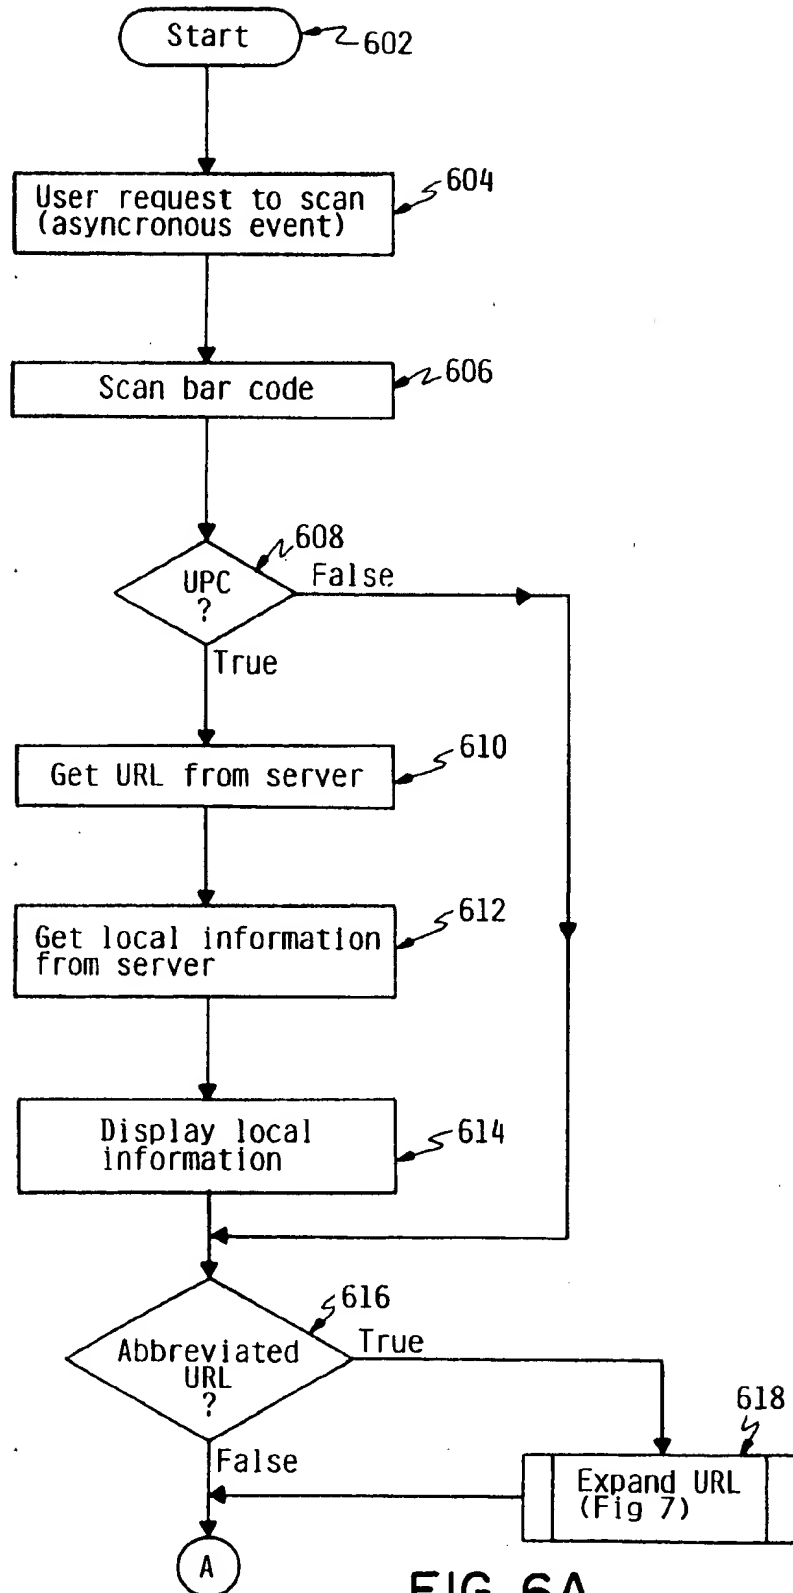 Start
602
604
User request to scan
(asyncronous event)
606
Scan bar code
608
UPC
?
False
True
610
Get URL from server
612
Get local information
from server
614
Display local
information
616
Abbreviated
URL
?
True
618
False
Expand URL
(Fig 7)
A
FIG. 6A